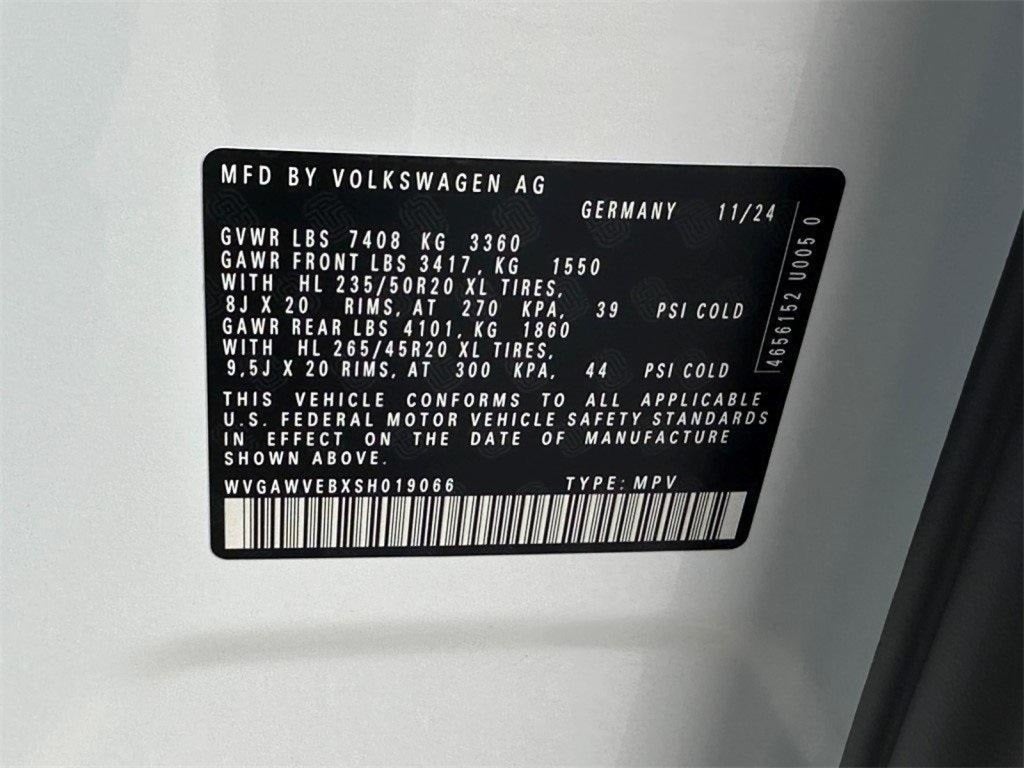 MFD BY VOLKSWAGEN AG
GERMANY 11/24
GVWR LBS 7408 KG 3360
GAWR FRONT LBS 3417, KG 1550
WITH HL 235/50R20 XL TIRES,
8J X 20 RIMS, AT 270 KPA, 39 PSI COLD
GAWR REAR LBS 4101, KG 1860
WITH HL 265/45R20 XL TIRES,
9,5J X 20 RIMS, AT 300 KPA, 44 PSI COLD
THIS VEHICLE CONFORMS TO ALL APPLICABLE
U.S. FEDERAL MOTOR VEHICLE SAFETY STANDARDS
IN EFFECT ON THE DATE OF MANUFACTURE
SHOWN ABOVE.
WVGAWVEBXSH019066 TYPE: MPV
4656152 U005 0